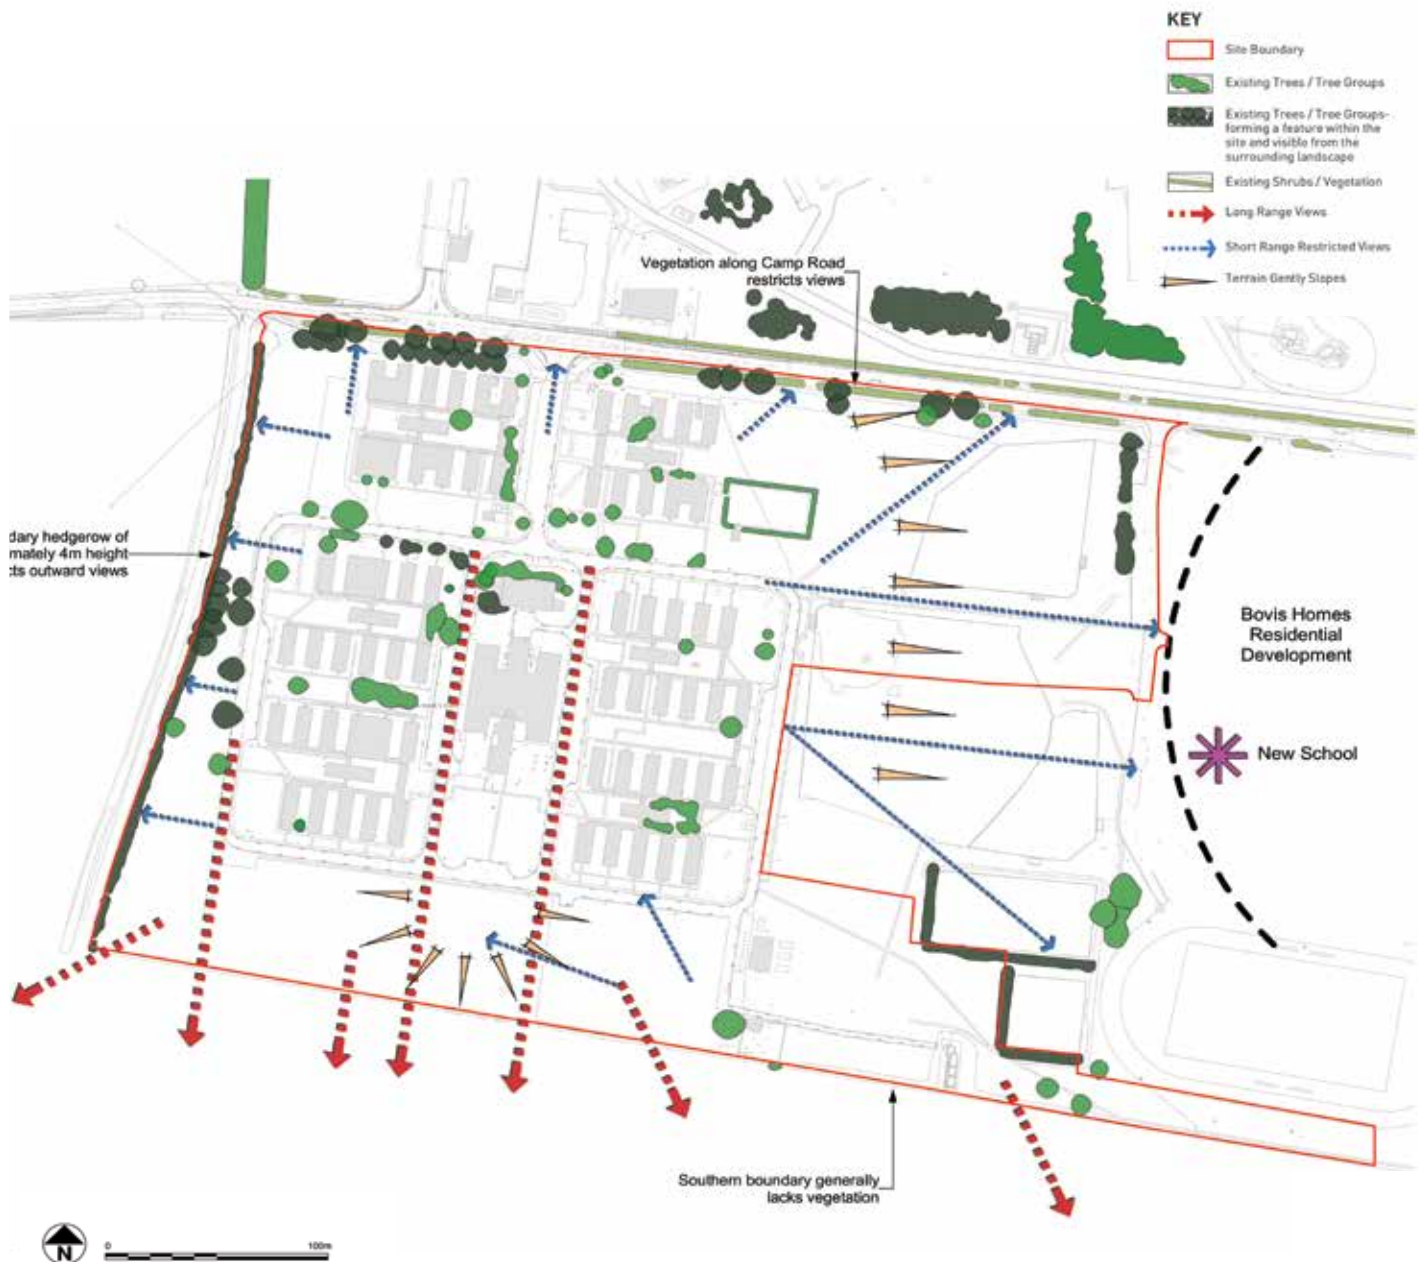 KEY
Site Boundary
Existing Trees / Tree Groups
Existing Trees / Tree Groups-
forming a feature within the
site and visible from the
surrounding landscape
Existing Shrubs / Vegetation
Long Range Views
Short Range Restricted Views
Terrain Gently Slopes
Vegetation along Camp Road
restricts views
dary hedgerow of
mately 4m height
cts outward views
Bovis Homes
Residential
Development
New School
Southern boundary generally
lacks vegetation
N
0 100m